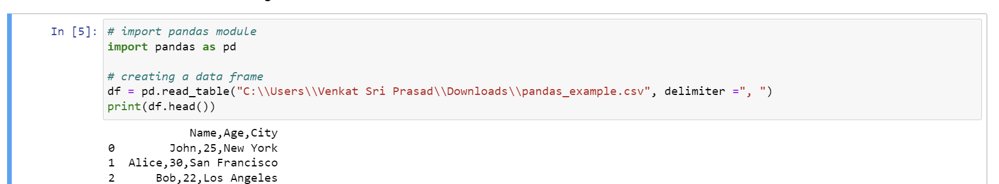 In [5]: # import pandas module
import pandas as pd
# creating a data frame
df = pd.read_table("C:\\Users\\Venkat Sri Prasad\\Downloads\\pandas_example.csv", delimiter =", ")
print(df.head())
Name,Age,City
0 John,25,New York
1 Alice,30,San Francisco
2 Bob,22,Los Angeles